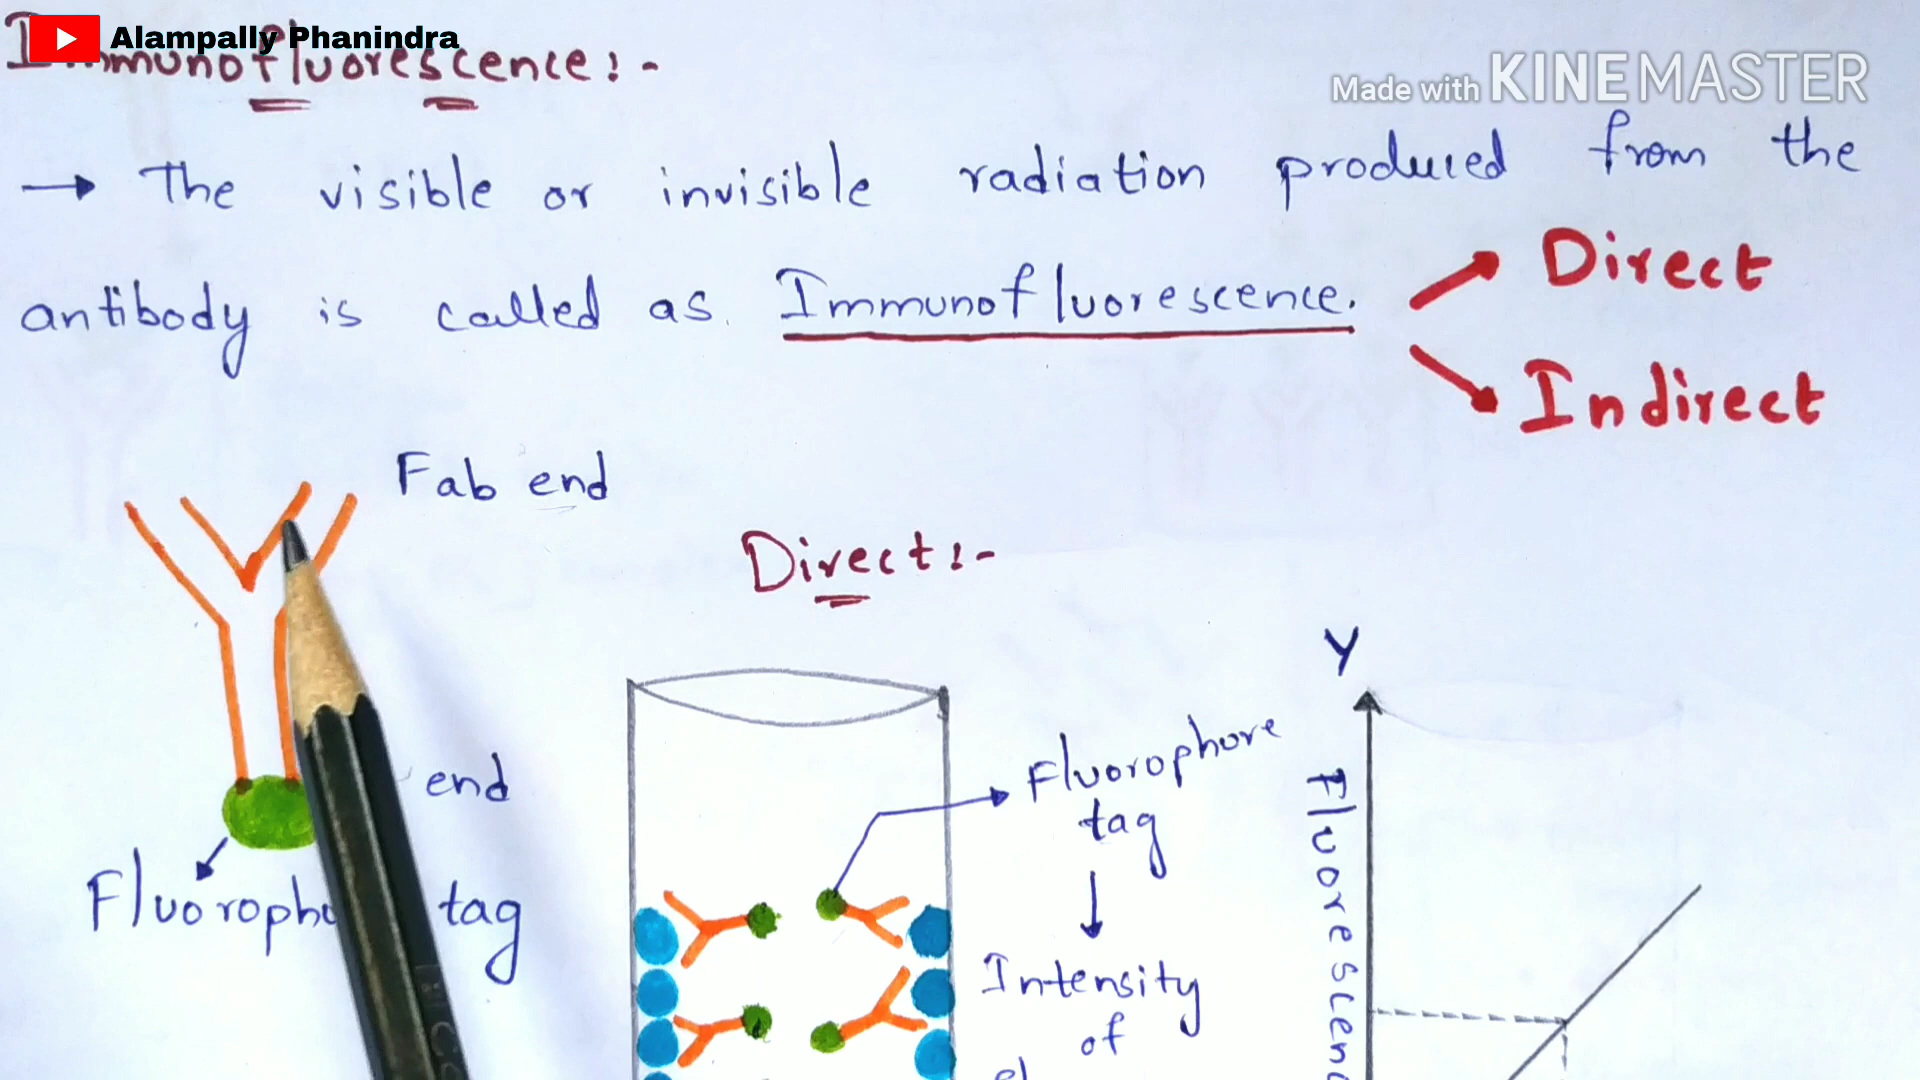 Alampally Phanindra
Immunofluorescence:-
Made with KINEMASTER
→ The visible or invisible radiation produced from the
antibody is called as Immunofluorescence.
Direct
Indirect
Fab end
Direct:-
end
Fluorophore tag
Fluorophore
tag
Intensity
of
Y